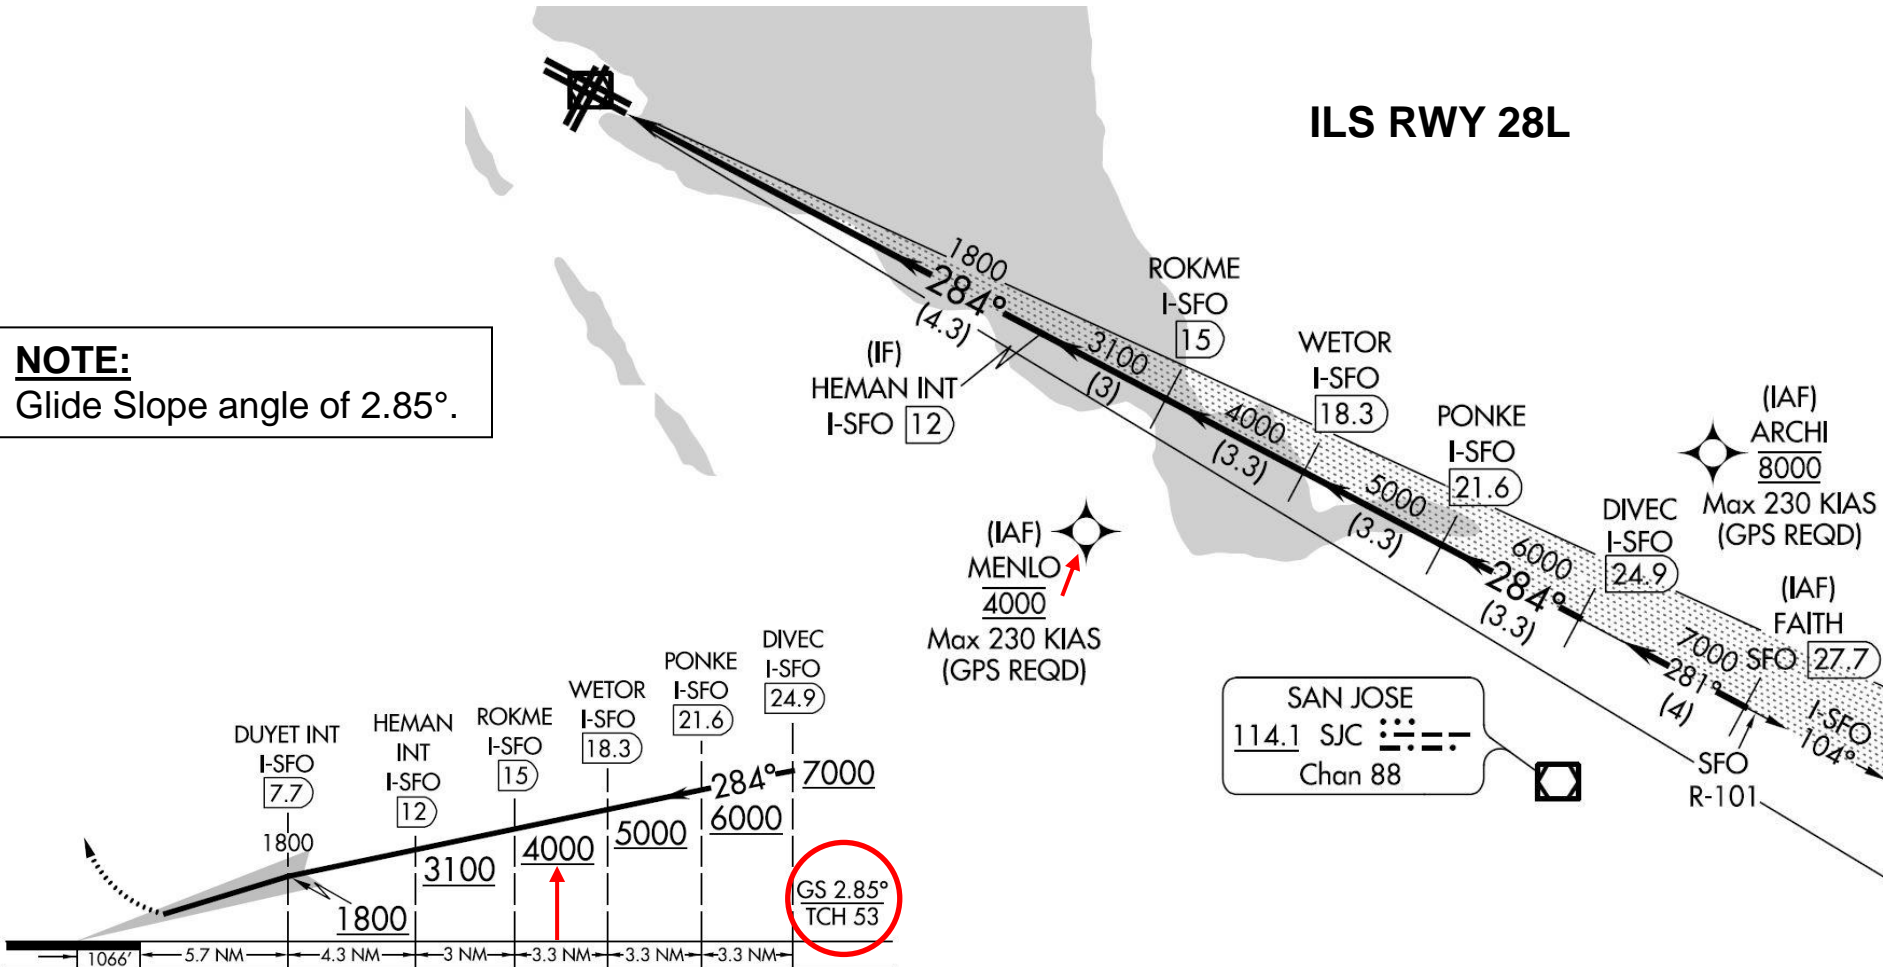 ILS RWY 28L
NOTE:
Glide Slope angle of 2.85°.
1800
284°
(4.3)
(IF)
HEMAN INT
I-SFO 12
3100
(3)
ROKME
I-SFO
15
4000
(3.3)
WETOR
I-SFO
18.3
5000
(3.3)
PONKE
I-SFO
21.6
6000
284°
(3.3)
DIVEC
I-SFO
24.9
(IAF)
ARCHI
8000
Max 230 KIAS
(GPS REQD)
(IAF)
FAITH
SFO 27.7
7000
281°
(4)
I-SFO
104°
SFO
R-101
(IAF)
MENLO
4000
Max 230 KIAS
(GPS REQD)
SAN JOSE
114.1 SJC
Chan 88
DUYET INT
I-SFO
7.7
1800
HEMAN
INT
I-SFO
12
ROKME
I-SFO
15
WETOR
I-SFO
18.3
PONKE
I-SFO
21.6
DIVEC
I-SFO
24.9
284°
7000
6000
5000
4000
3100
1800
GS 2.85°
TCH 53
1066'
5.7 NM
4.3 NM
3 NM
3.3 NM
3.3 NM
3.3 NM